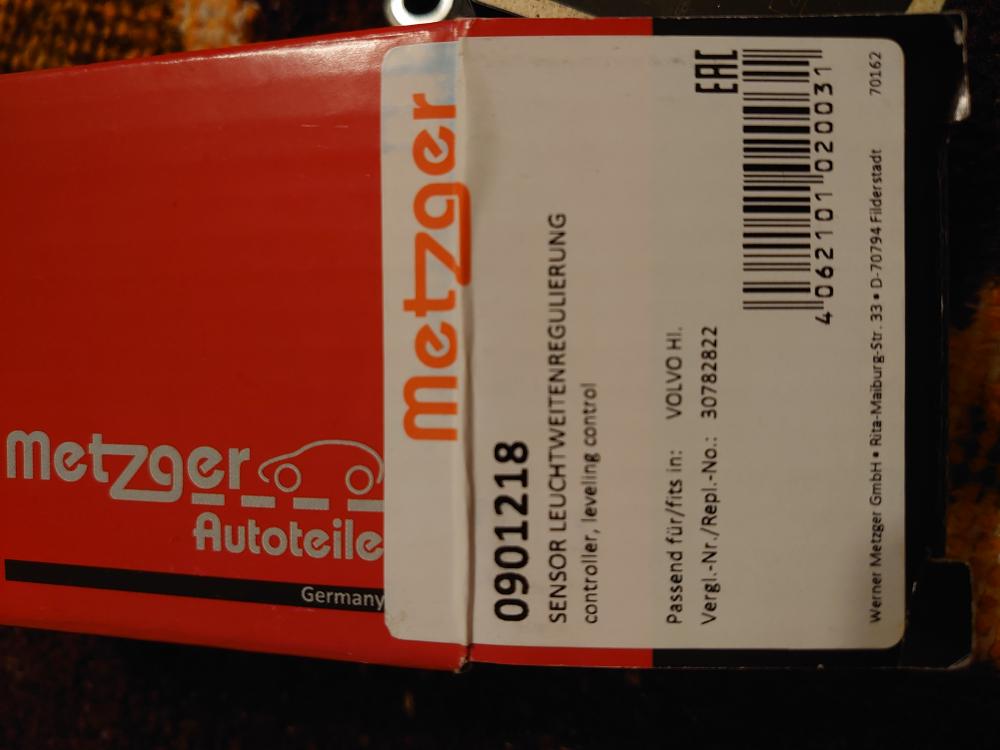 Metzger
Autoteile
Germany
metzger
0901218
SENSOR LEUCHTWEITENREGULIERUNG
controller, leveling control
Passend für/fits in: VOLVO HI.
Vergl.-Nr./Repl.-No.: 30782822
EAC
4 062101 020031
Werner Metzger GmbH • Rita-Maiburg-Str. 33 • D-70794 Filderstadt 70162